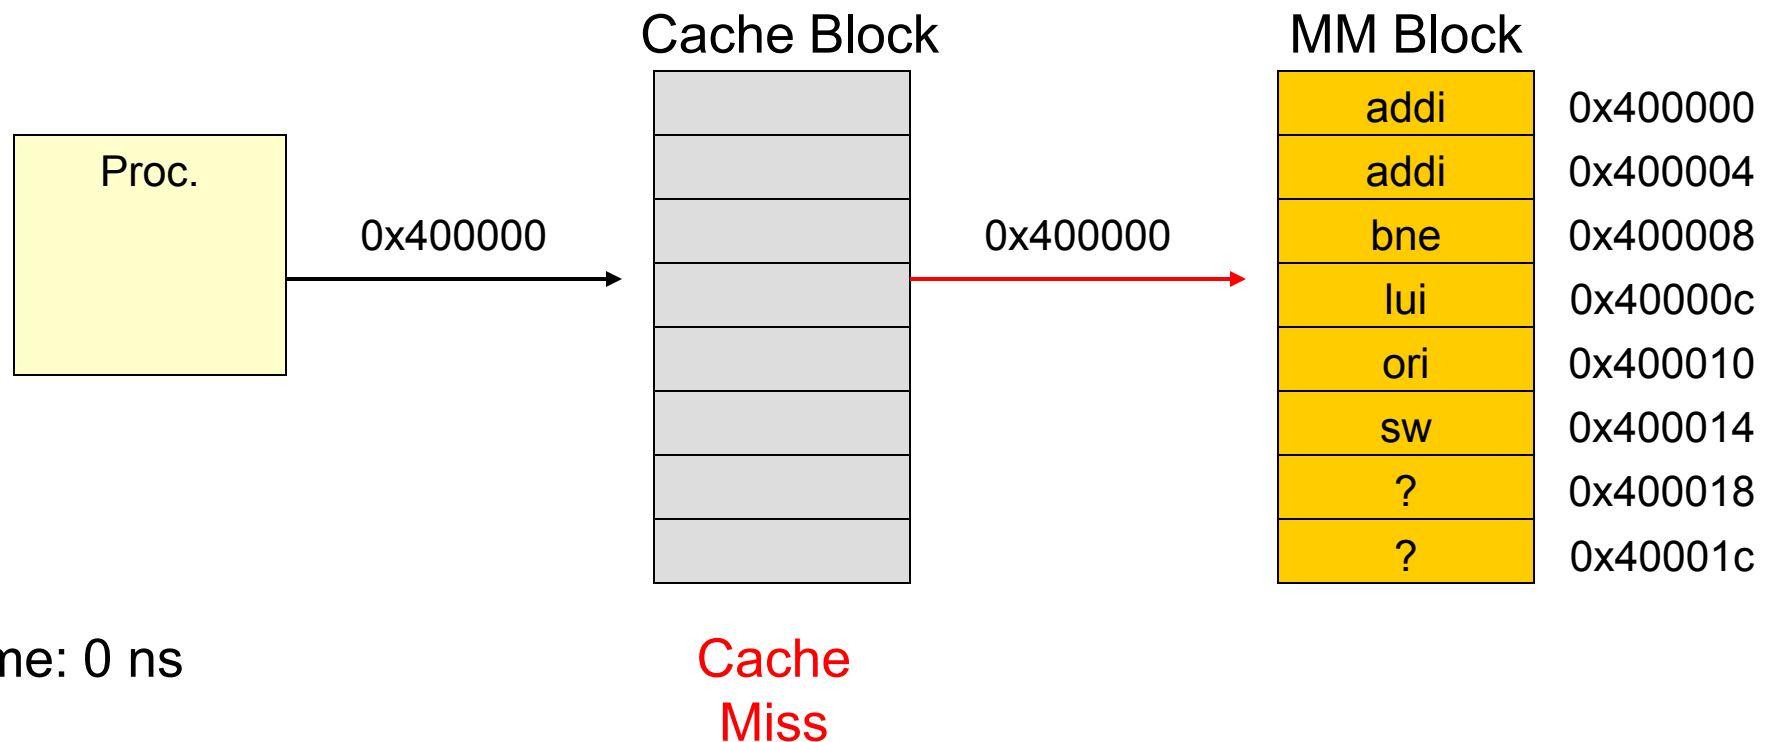 Cache Block
MM Block
addi 0x400000
Proc.
addi 0x400004
0x400000
0x400000
bne 0x400008
lui 0x40000c
ori 0x400010
sw 0x400014
? 0x400018
? 0x40001c
me: 0 ns
Cache
Miss